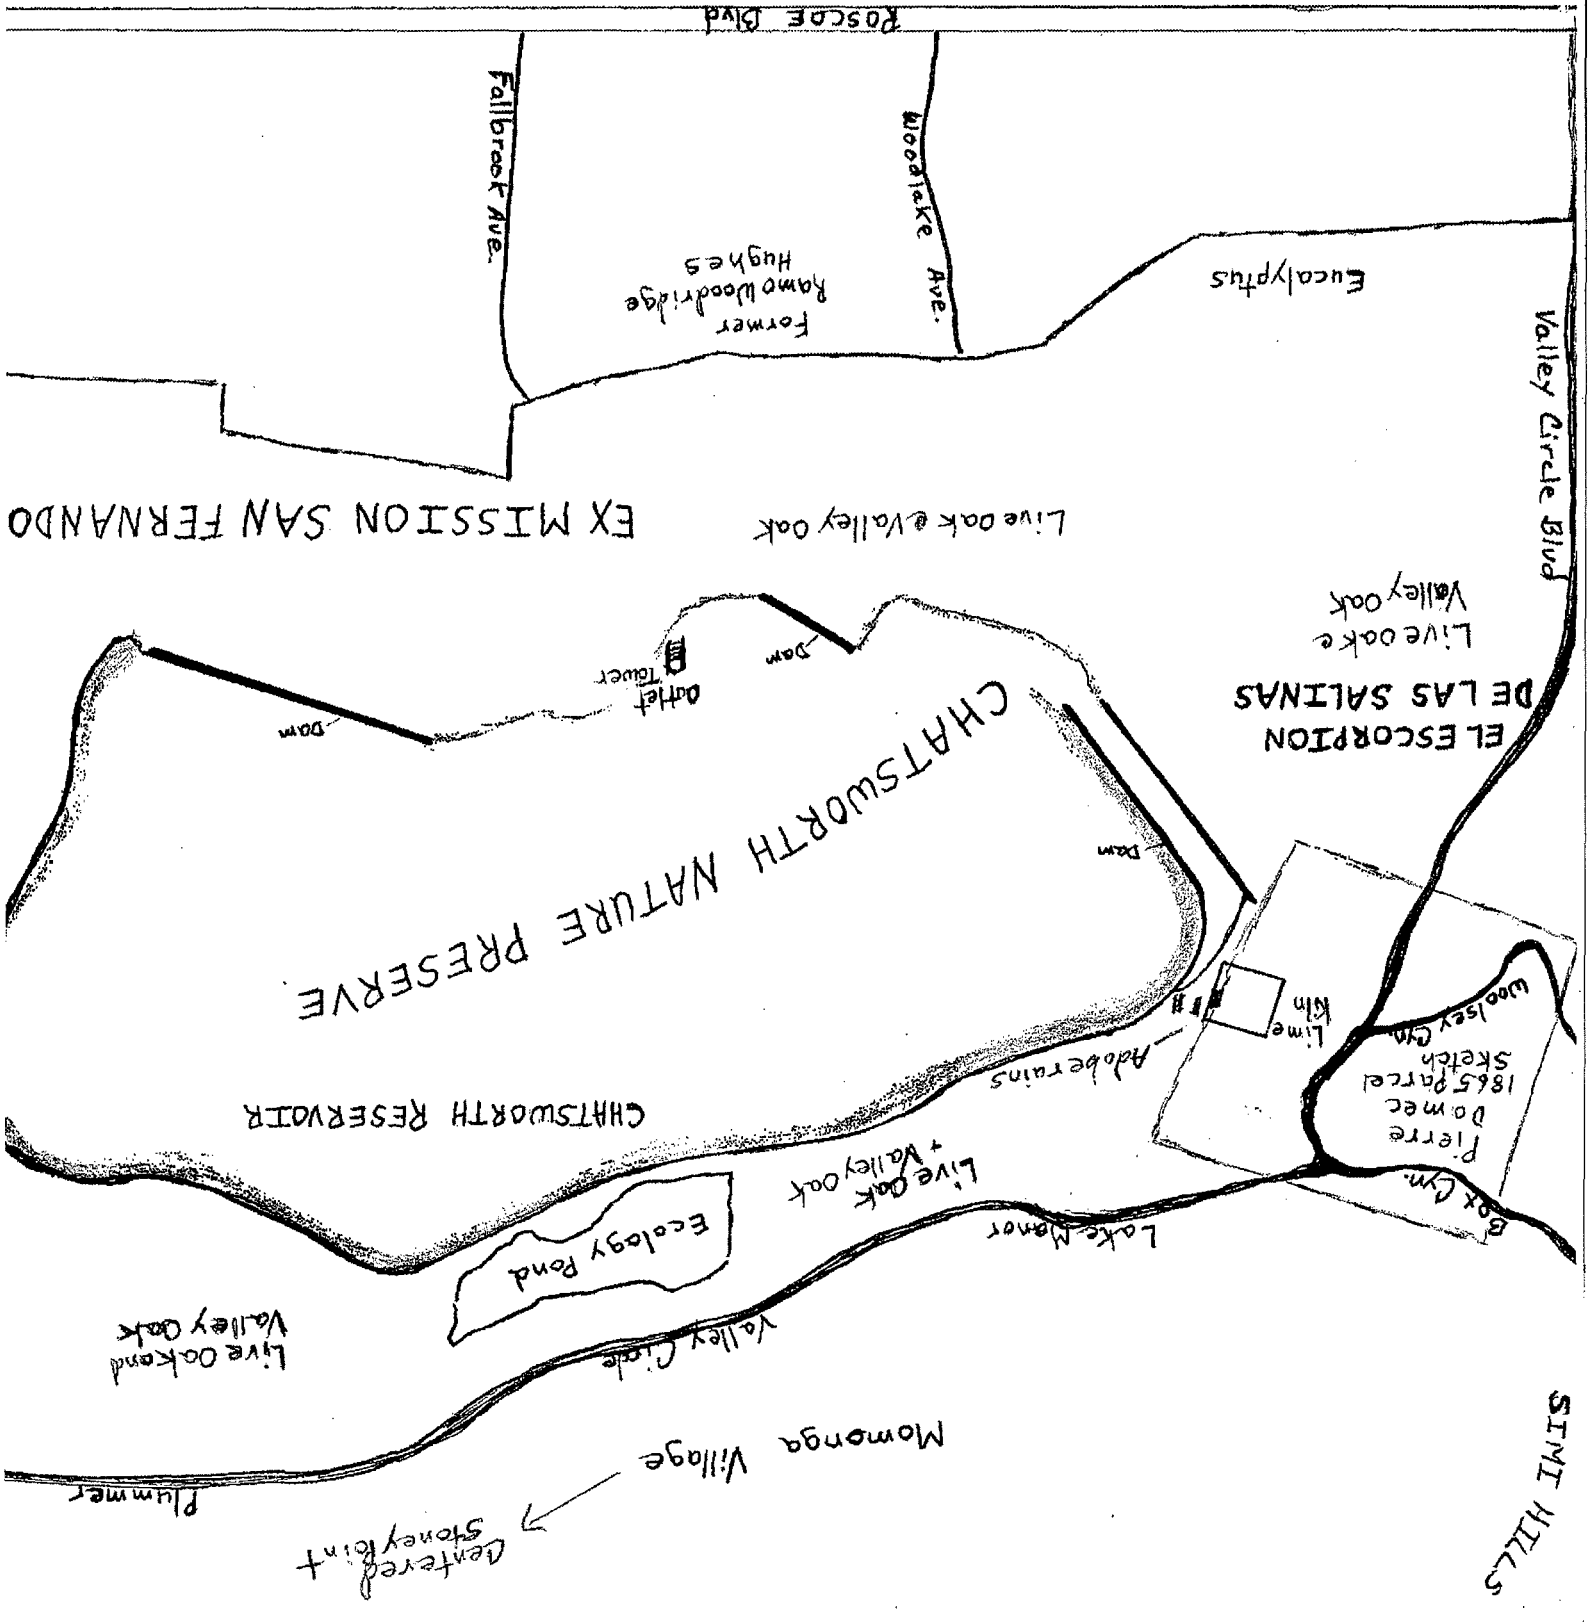 SIMI HILLS
Centered
Stoney Point
Momonga Village
Plummer
Valley Circle
Live Oak and
Valley Oak
Box Cyn.
Lake Manor
Ecology Pond
Live Oak
+ Valley Oak
Pierre
Domec
1865 Parcel
Sketch
Woolsey Cyn.
CHATSWORTH RESERVOIR
Adobe ruins
Lime
Kiln
CHATSWORTH NATURE PRESERVE
Dam
EL ESCORPION
DE LAS SALINAS
Live oak &
Valley Oak
Outlet
Tower
Dam
Dam
Valley Circle Blvd
Live oak & Valley Oak
EX MISSION SAN FERNANDO
Eucalyptus
Woodlake Ave.
Former
Ramo Woodridge
Hughes
Fallbrook Ave.
Roscoe Blvd